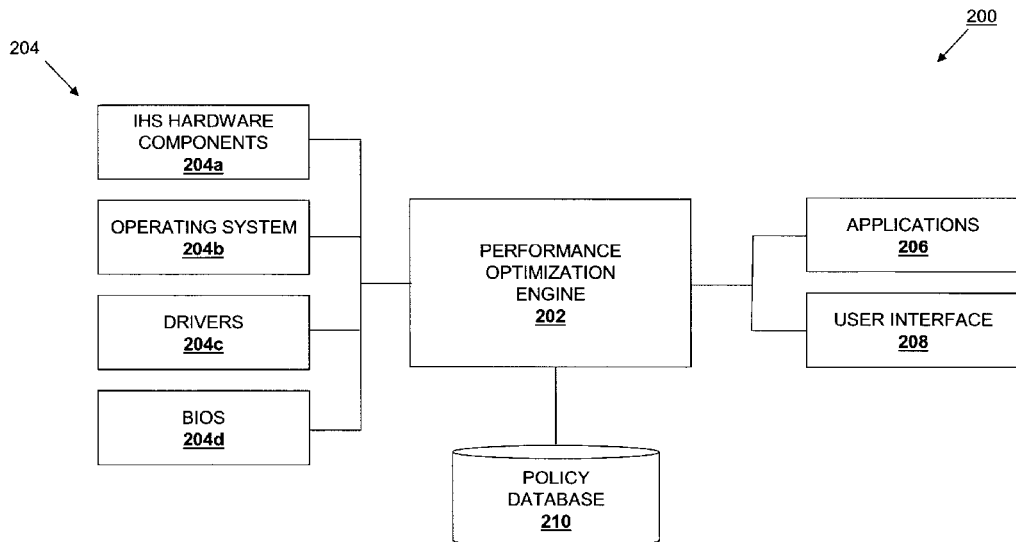 200
204
IHS HARDWARE
COMPONENTS
204a
OPERATING SYSTEM
204b
DRIVERS
204c
BIOS
204d
PERFORMANCE
OPTIMIZATION
ENGINE
202
POLICY
DATABASE
210
APPLICATIONS
206
USER INTERFACE
208